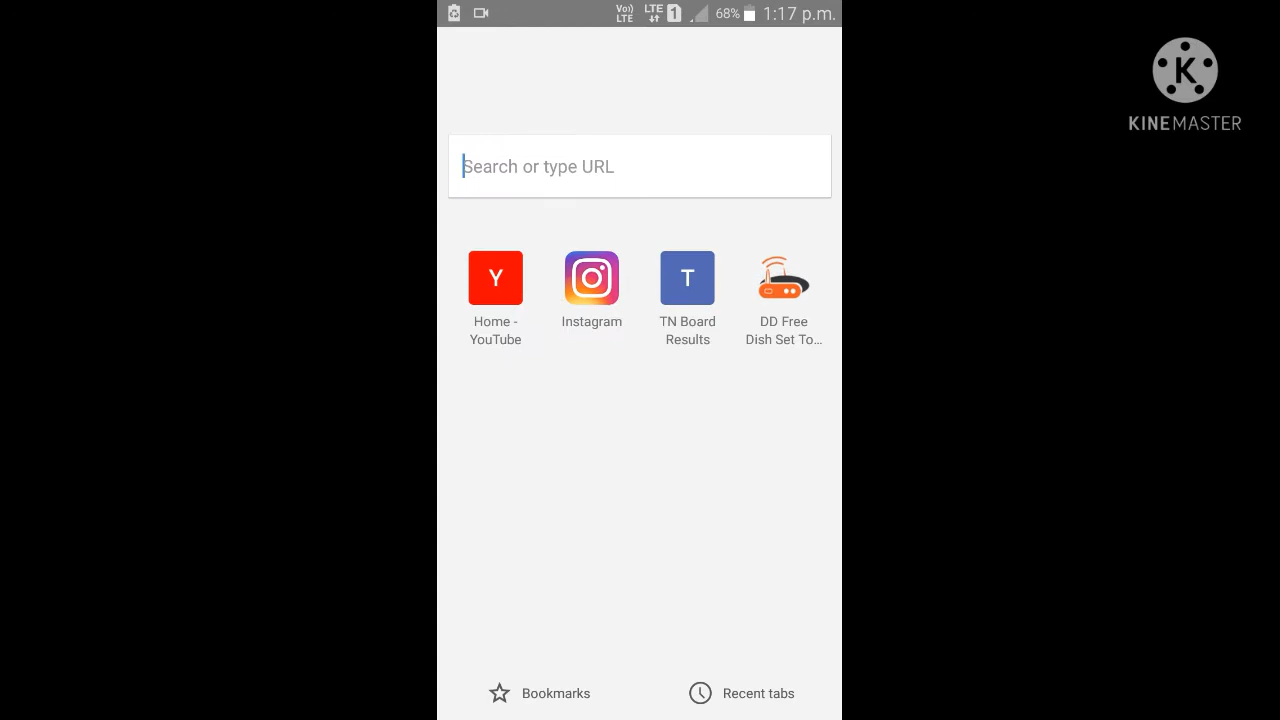 Vo)) LTE LTE 1 68% 1:17 p.m.
K
KINEMASTER
Search or type URL
Y
T
Home - YouTube
Instagram
TN Board Results
DD Free Dish Set To...
Bookmarks
Recent tabs